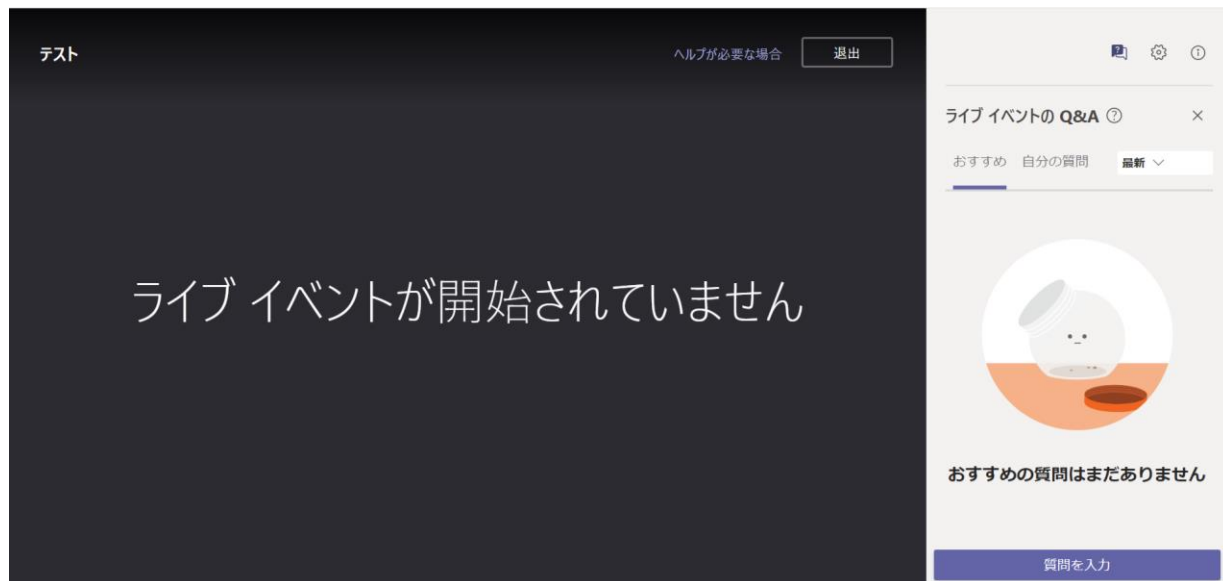 テスト
ヘルプが必要な場合
退出
ライブ イベントが開始されていません
ライブ イベントの Q&A
おすすめ 自分の質問 最新
おすすめの質問はまだありません
質問を入力